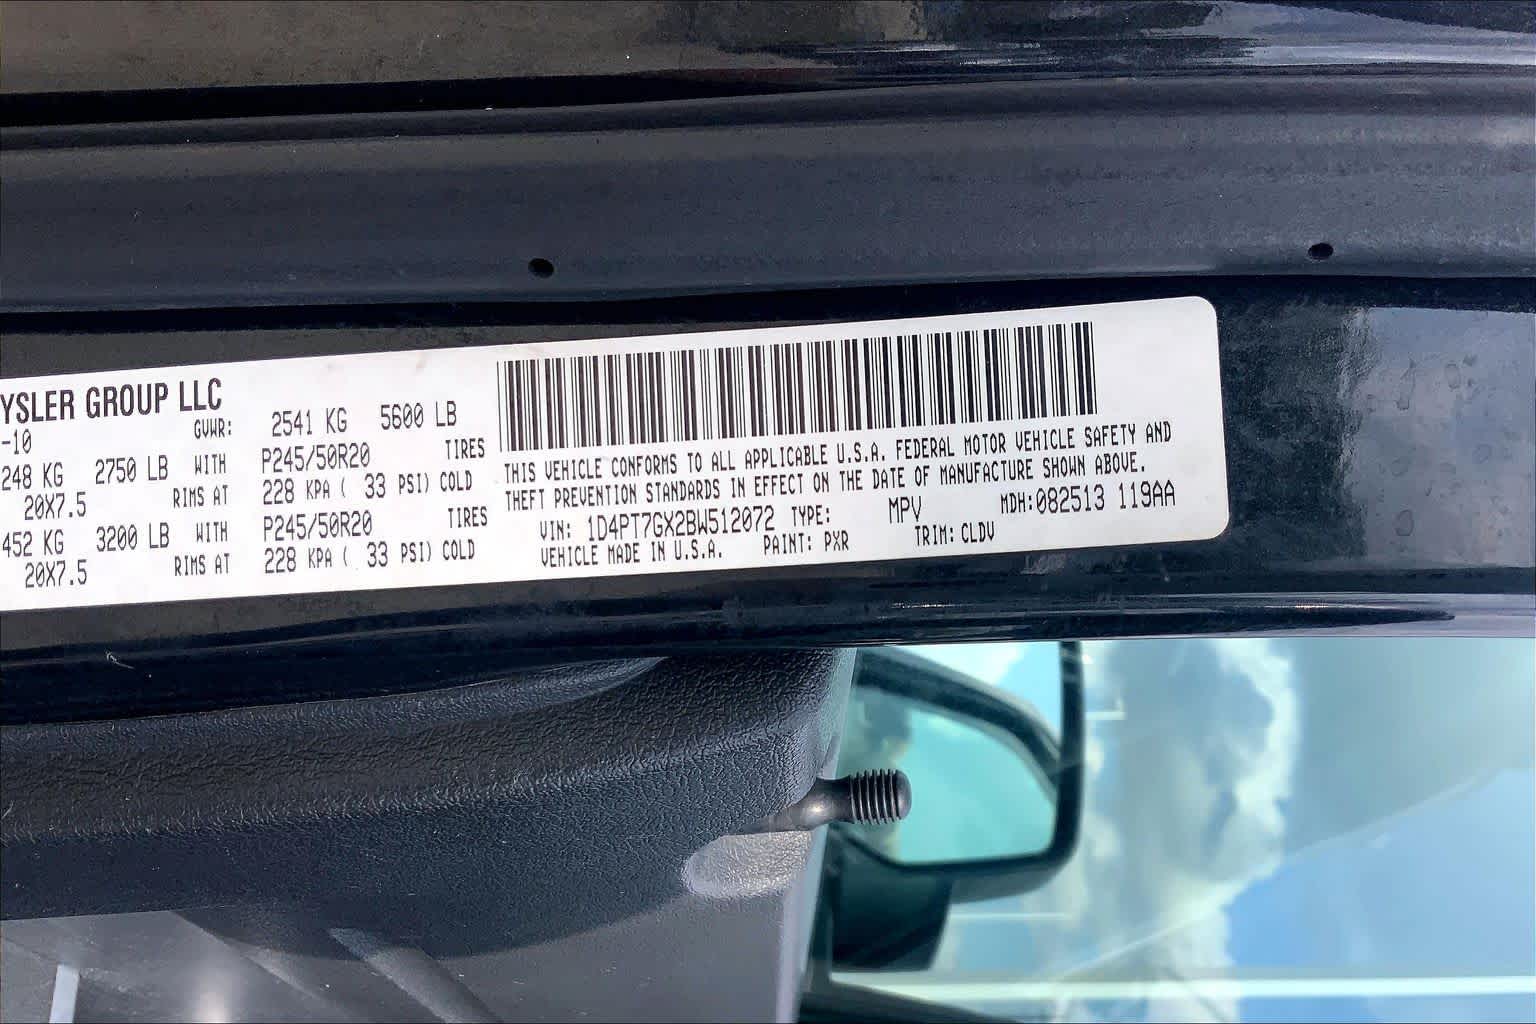 YSLER GROUP LLC
-10 GVWR: 2541 KG 5600 LB
248 KG 2750 LB WITH P245/50R20 TIRES
20X7.5 RIMS AT 228 KPA ( 33 PSI) COLD
452 KG 3200 LB WITH P245/50R20 TIRES
20X7.5 RIMS AT 228 KPA ( 33 PSI) COLD
THIS VEHICLE CONFORMS TO ALL APPLICABLE U.S.A. FEDERAL MOTOR VEHICLE SAFETY AND
THEFT PREVENTION STANDARDS IN EFFECT ON THE DATE OF MANUFACTURE SHOWN ABOVE.
VIN: 1D4PT7GX2BW512072 TYPE: MPV MDH:082513 119AA
VEHICLE MADE IN U.S.A. PAINT: PXR TRIM: CLDV